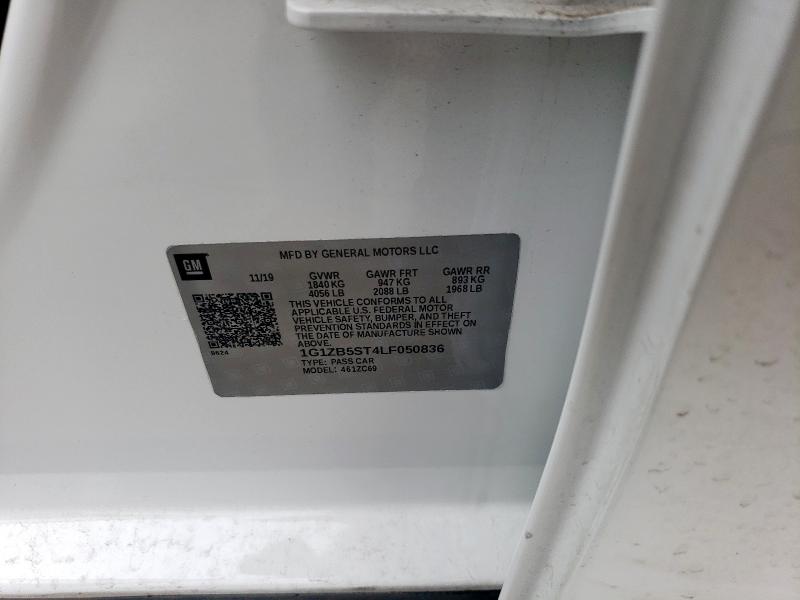 GM
MFD BY GENERAL MOTORS LLC
11/19 GVWR GAWR FRT GAWR RR
1840 KG 947 KG 893 KG
4056 LB 2088 LB 1968 LB
THIS VEHICLE CONFORMS TO ALL
APPLICABLE U.S. FEDERAL MOTOR
VEHICLE SAFETY, BUMPER, AND THEFT
PREVENTION STANDARDS IN EFFECT ON
THE DATE OF MANUFACTURE SHOWN
ABOVE.
9624
1G1ZB5ST4LF050836
TYPE: PASS CAR
MODEL: 461ZC69